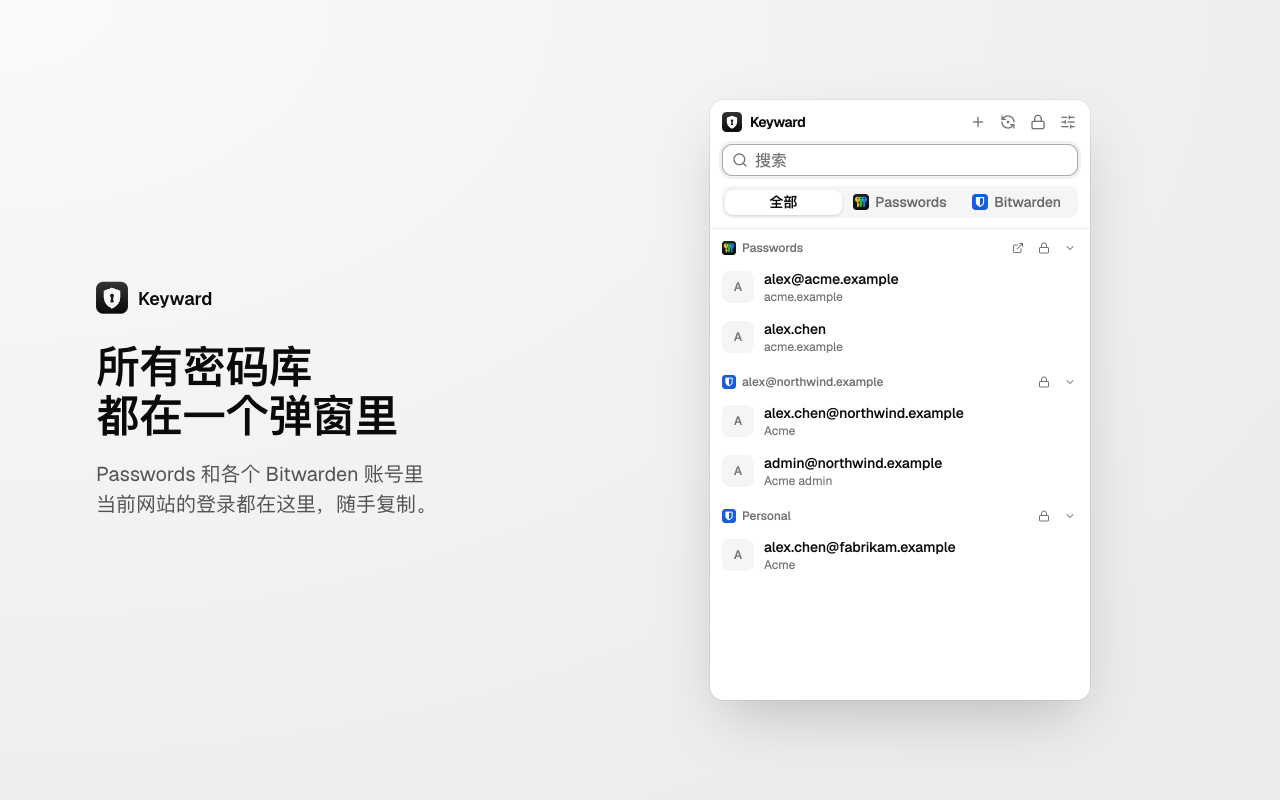 Keyward
所有密码库
都在一个弹窗里
Passwords 和各个 Bitwarden 账号里
当前网站的登录都在这里，随手复制。
Keyward
搜索
全部 Passwords Bitwarden
Passwords
A
alex@acme.example
acme.example
A
alex.chen
acme.example
alex@northwind.example
A
alex.chen@northwind.example
Acme
A
admin@northwind.example
Acme admin
Personal
A
alex.chen@fabrikam.example
Acme